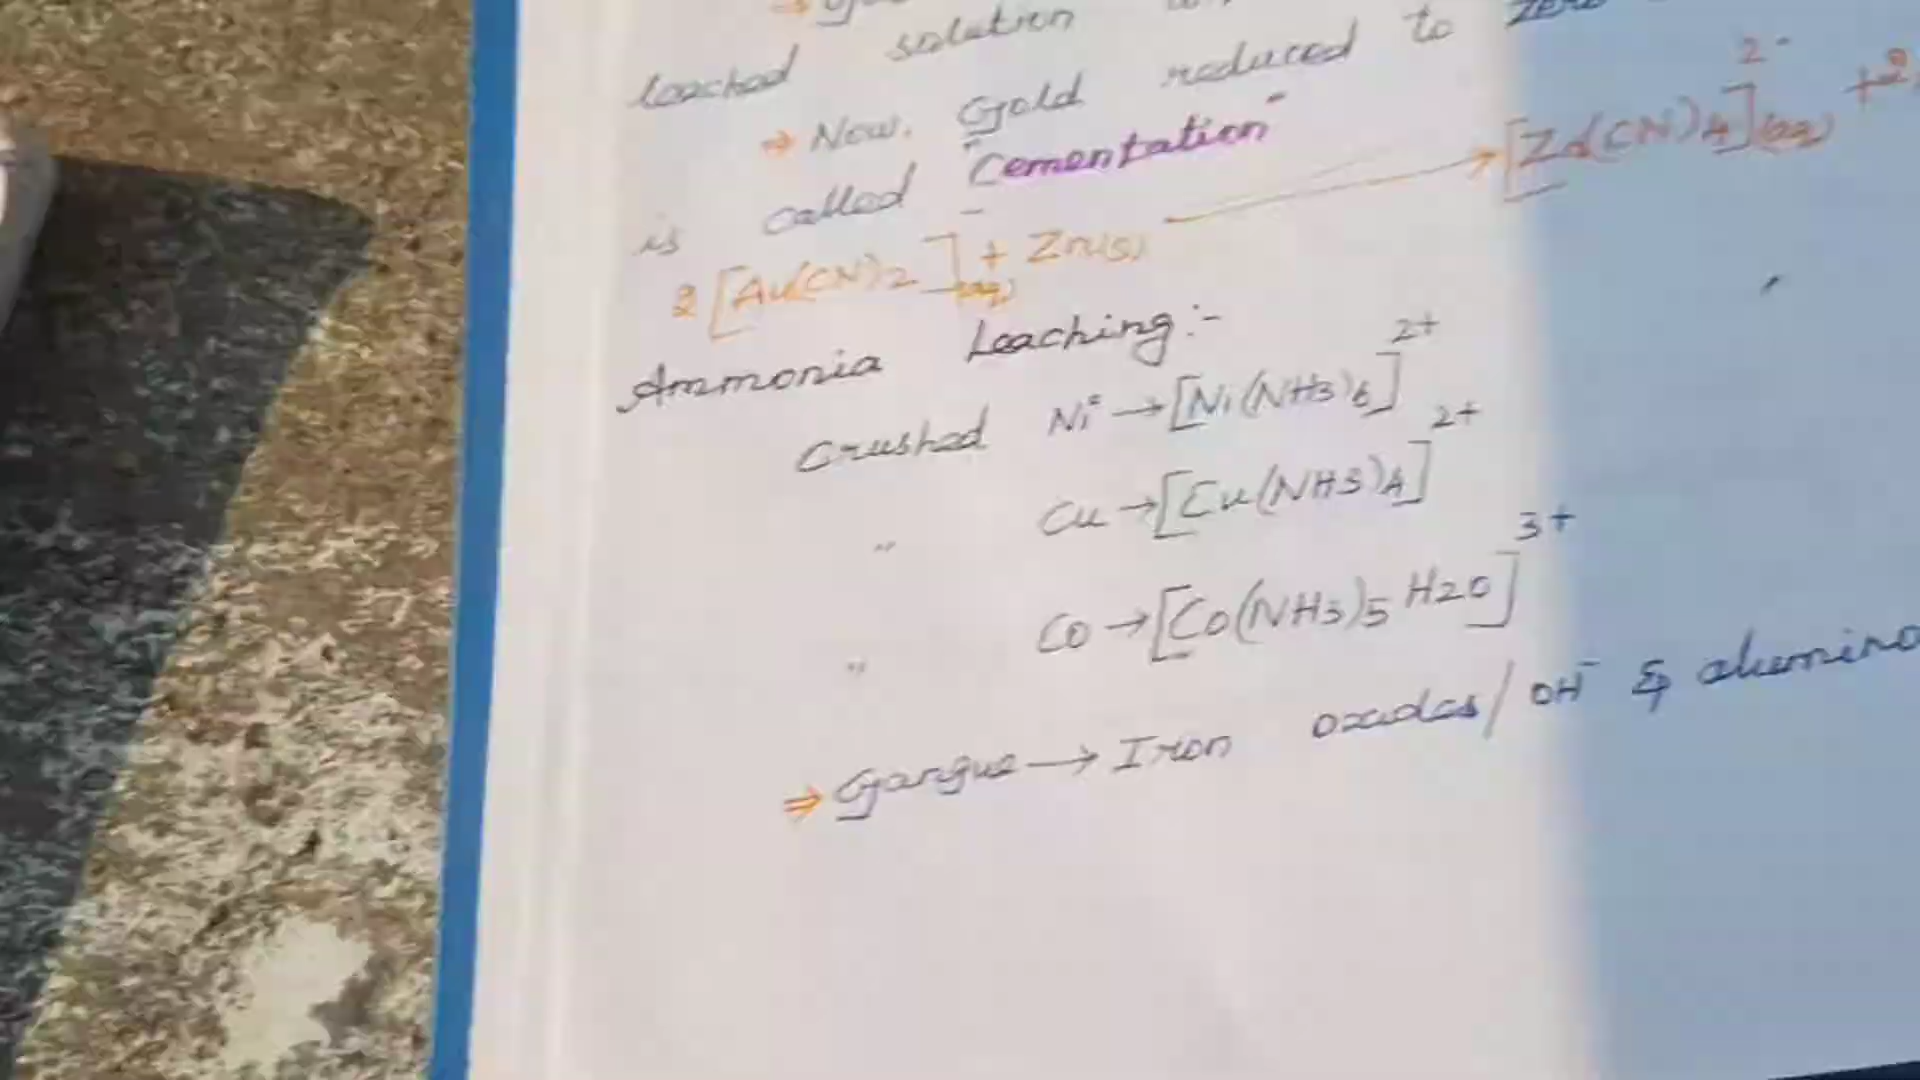 leached solution
⇒ Now. Gold reduced to zero
is called "Cementation"
2[Au(CN)2]⁻(aq) + Zn(s) → [Zn(CN)4]²⁻(aq) + 2
Ammonia Leaching:-
Crushed Ni → [Ni(NH3)6]²⁺
" Cu → [Cu(NH3)4]²⁺
" Co → [Co(NH3)5 H2O]³⁺
⇒ Gangue → Iron oxides/OH⁻ &